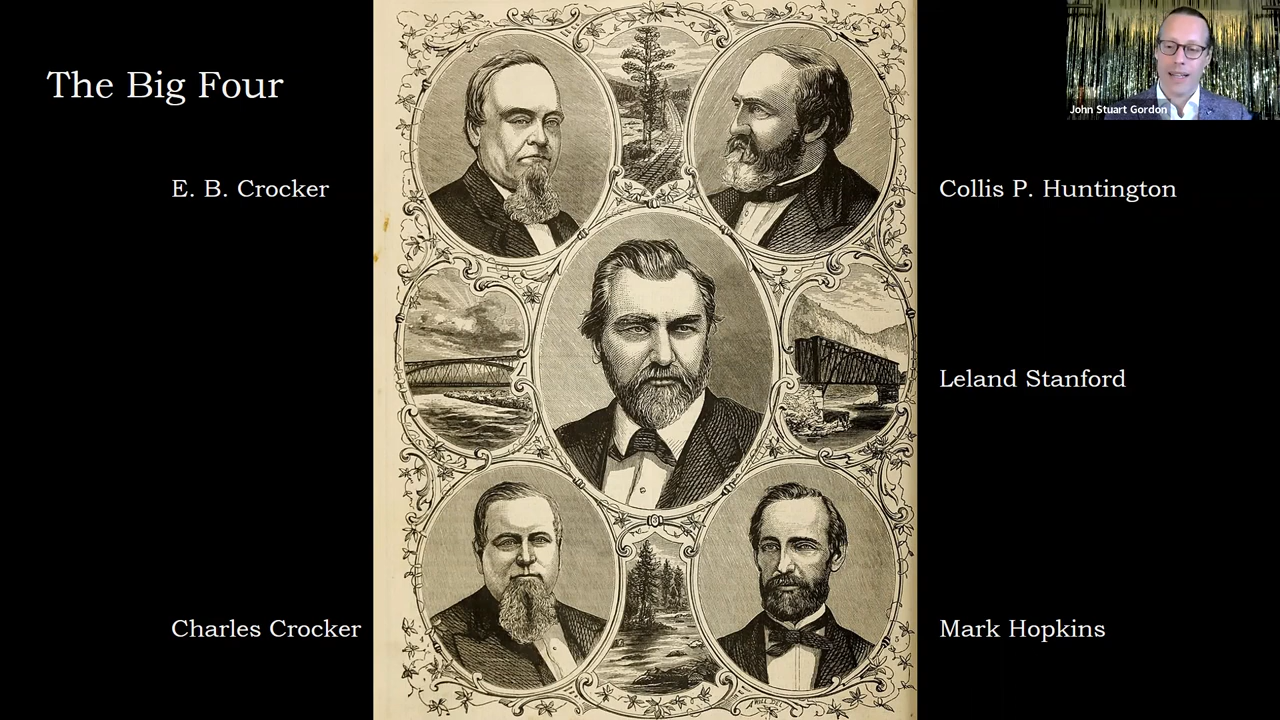 The Big Four
John Stuart Gordon
E. B. Crocker
Collis P. Huntington
Leland Stanford
Charles Crocker
Mark Hopkins